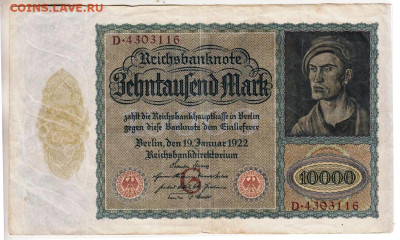 COINS.LAVE.RU
D·4303116
Reichsbanknote
Zehntausend Mark
zahlt die Reichsbankhauptkasse in Berlin
gegen diese Banknote dem Einlieferer
Berlin, den 19. Januar 1922
Reichsbankdirektorium
6
10000
D·4303116